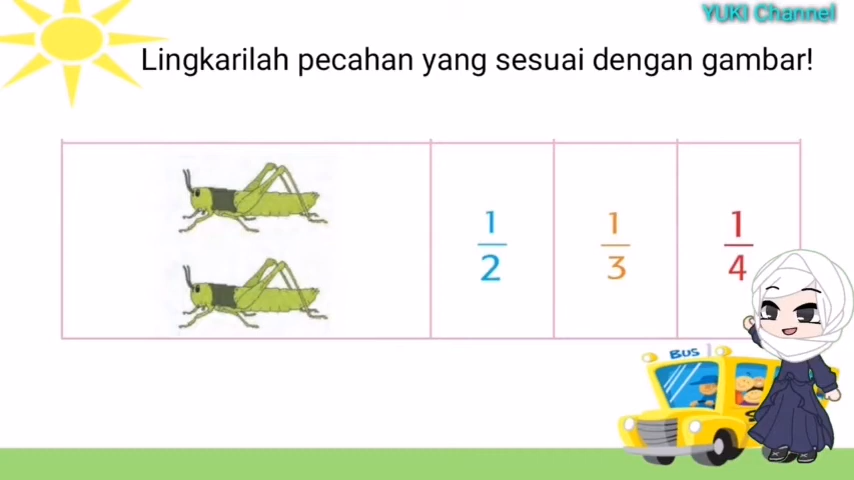 YUKI Channel
Lingkarilah pecahan yang sesuai dengan gambar!
1/2 1/3 1/4
BUS